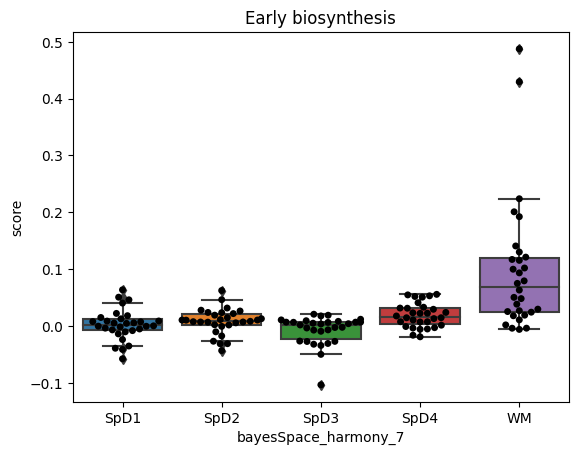 Early biosynthesis
0.5
0.4
0.3
0.2
0.1
0.0
−0.1
score
SpD1 SpD2 SpD3 SpD4 WM
bayesSpace_harmony_7